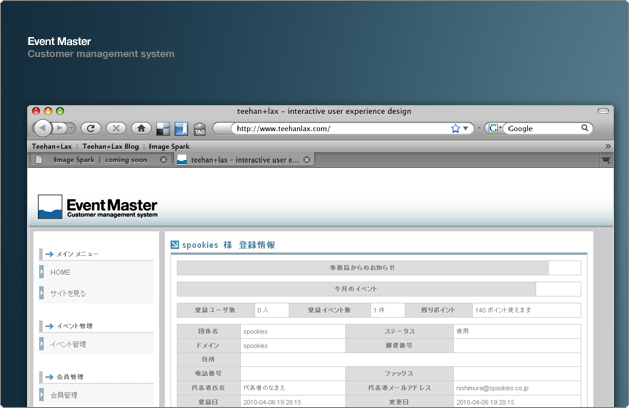 Event Master
Customer management system
teehan+lax - interactive user experience design
http://www.teehanlax.com/
Google
TAG
Teehan+Lax Teehan+Lax Blog Image Spark
Image Spark | coming soon
teehan+lax - interactive user e...
Event Master
Customer management system
メイン メニュー
HOME
サイトを見る
イベント管理
イベント管理
会員管理
会員管理
spookies 様 登録情報
事務局からのお知らせ
今月のイベント
登録ユーザ数 0 人 登録イベント数 1 件 残りポイント 140 ポイント使えます
団体名 spookies ステータス 使用
ドメイン spookies 郵便番号
住所
電話番号 ファックス
代表者氏名 代表者のなまえ 代表者メールアドレス nishimura@spookies.co.jp
登録日 2010-04-06 19:28:15 変更日 2010-04-06 19:28:15